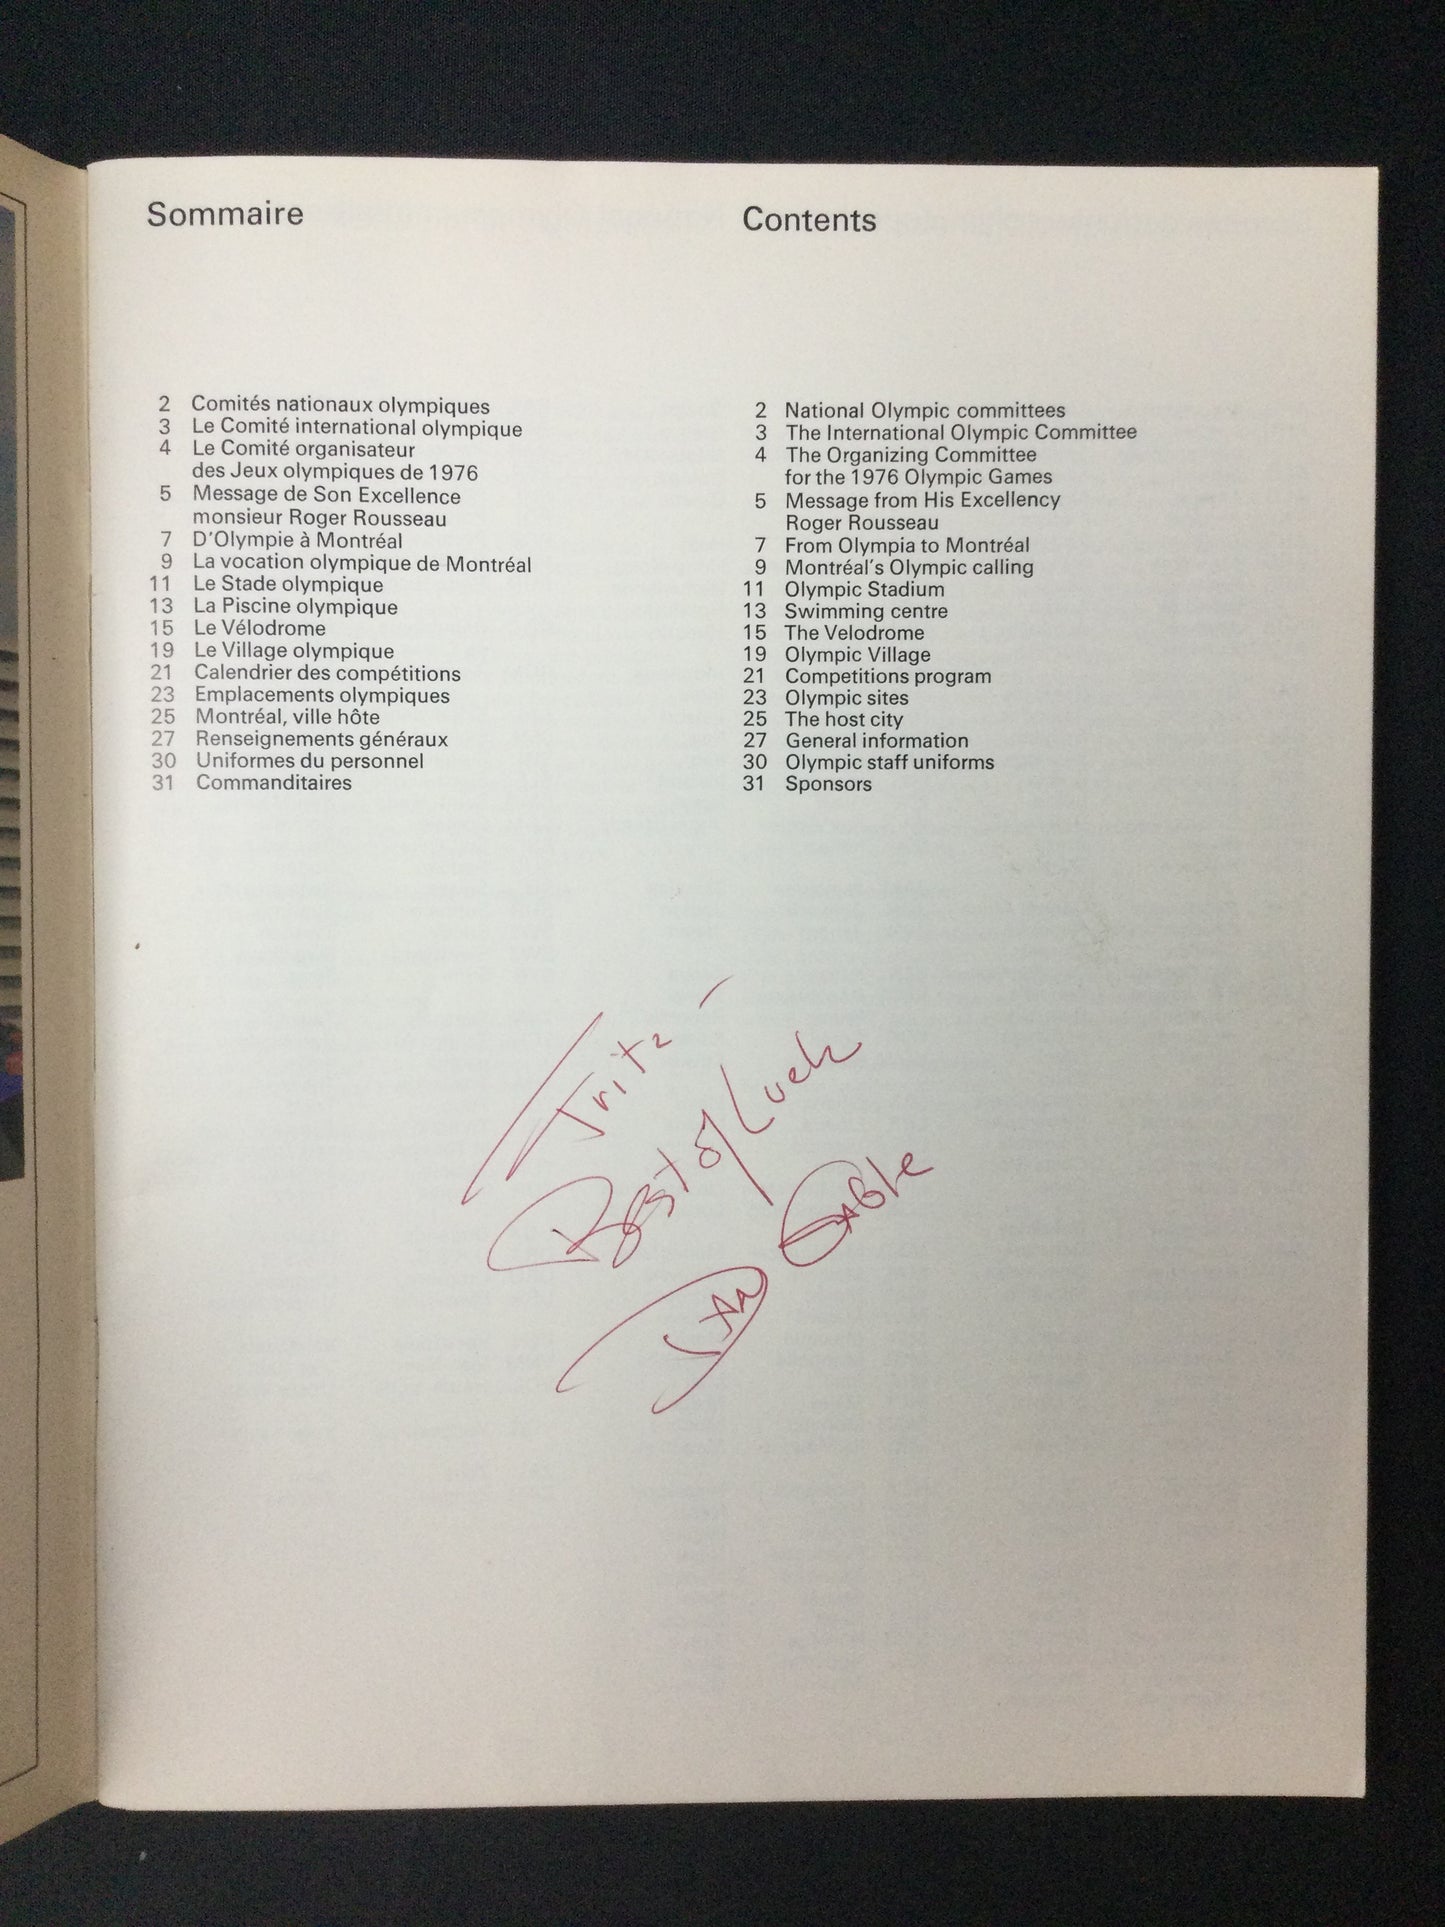 Sommaire
2 Comités nationaux olympiques
3 Le Comité international olympique
4 Le Comité organisateur
des Jeux olympiques de 1976
5 Message de Son Excellence
monsieur Roger Rousseau
7 D'Olympie à Montréal
9 La vocation olympique de Montréal
11 Le Stade olympique
13 La Piscine olympique
15 Le Vélodrome
19 Le Village olympique
21 Calendrier des compétitions
23 Emplacements olympiques
25 Montréal, ville hôte
27 Renseignements généraux
30 Uniformes du personnel
31 Commanditaires
Contents
2 National Olympic committees
3 The International Olympic Committee
4 The Organizing Committee
for the 1976 Olympic Games
5 Message from His Excellency
Roger Rousseau
7 From Olympia to Montréal
9 Montréal's Olympic calling
11 Olympic Stadium
13 Swimming centre
15 The Velodrome
19 Olympic Village
21 Competitions program
23 Olympic sites
25 The host city
27 General information
30 Olympic staff uniforms
31 Sponsors
Fritz -
Best of Luck
Dan Gable